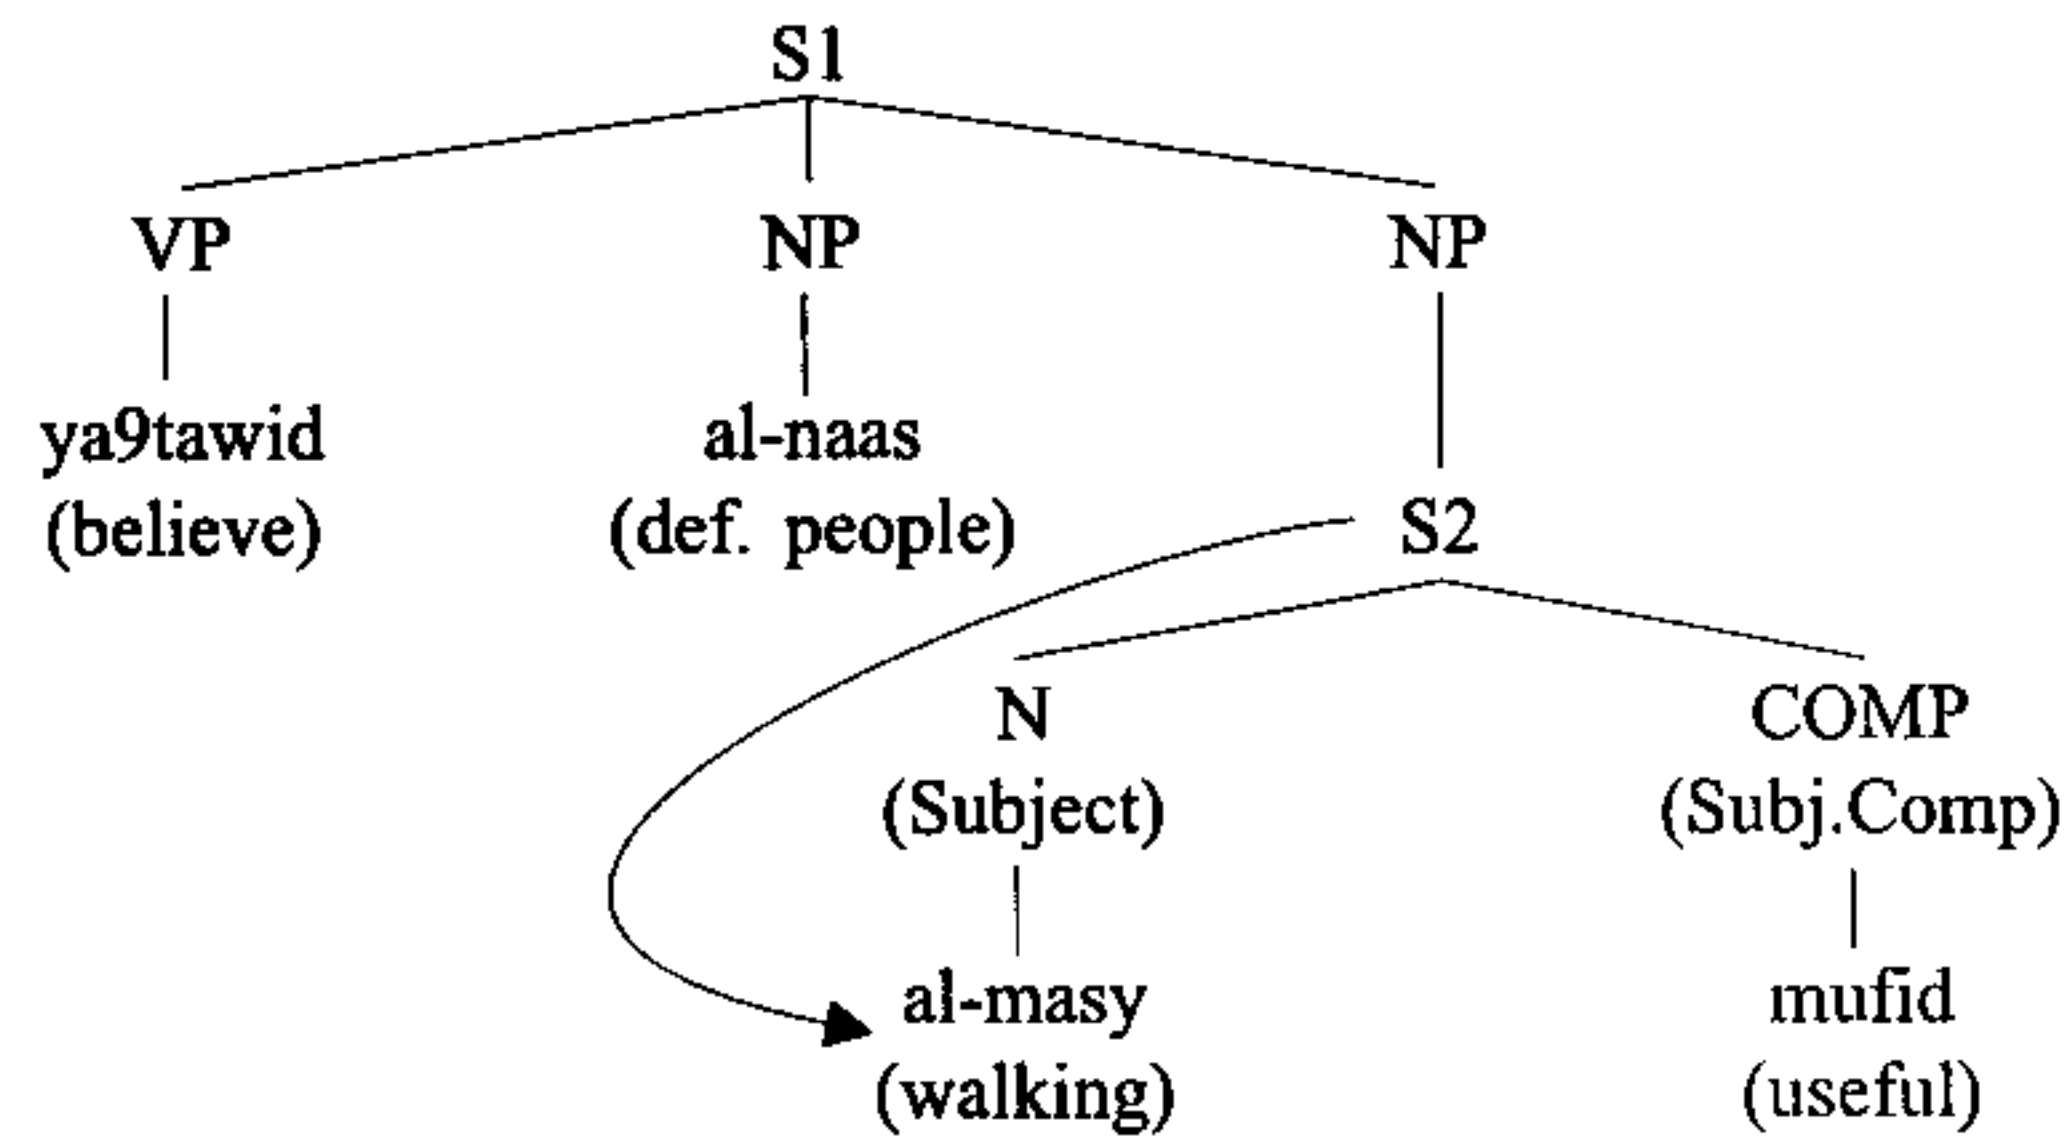 S1
VP NP NP
ya9tawid al-naas
(believe) (def. people) S2
N COMP
(Subject) (Subj.Comp)
al-masy mufid
(walking) (useful)